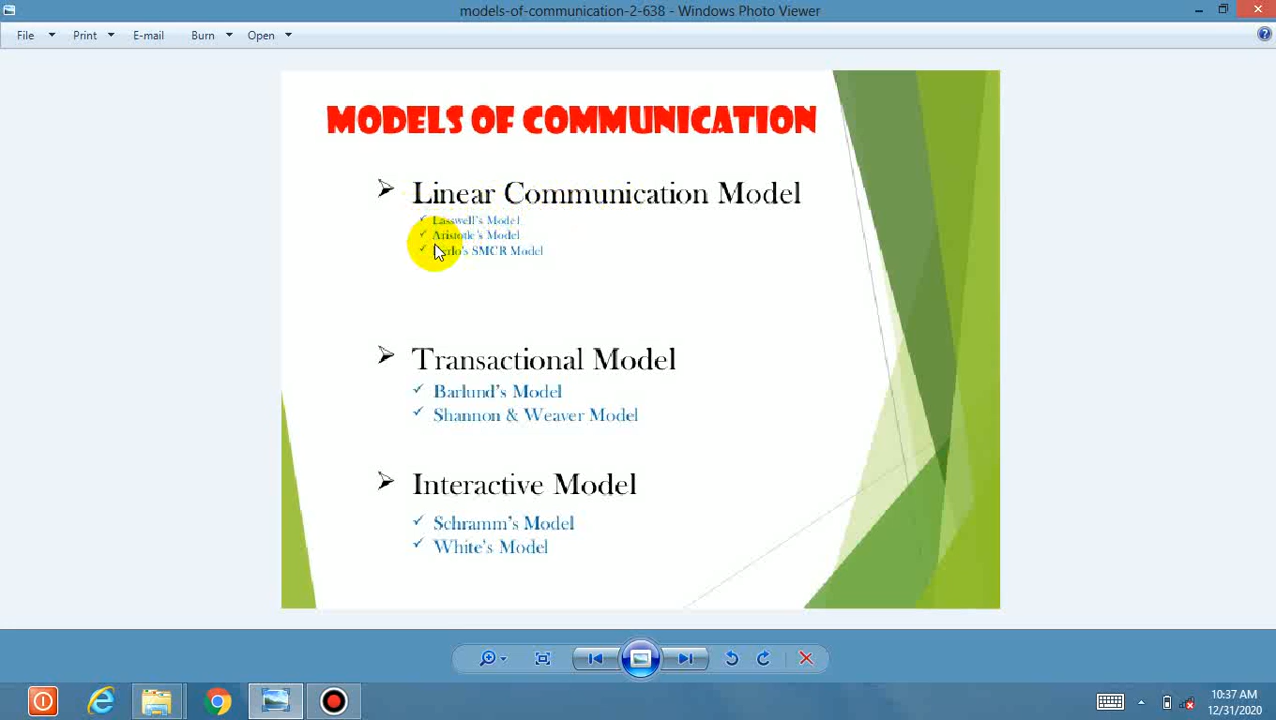 models-of-communication-2-638 - Windows Photo Viewer
File Print E-mail Burn Open
MODELS OF COMMUNICATION
Linear Communication Model
Lasswell's Model
Aristotle's Model
SMCR Model
Transactional Model
Barlund's Model
Shannon & Weaver Model
Interactive Model
Schramm's Model
White's Model
10:37 AM
12/31/2020